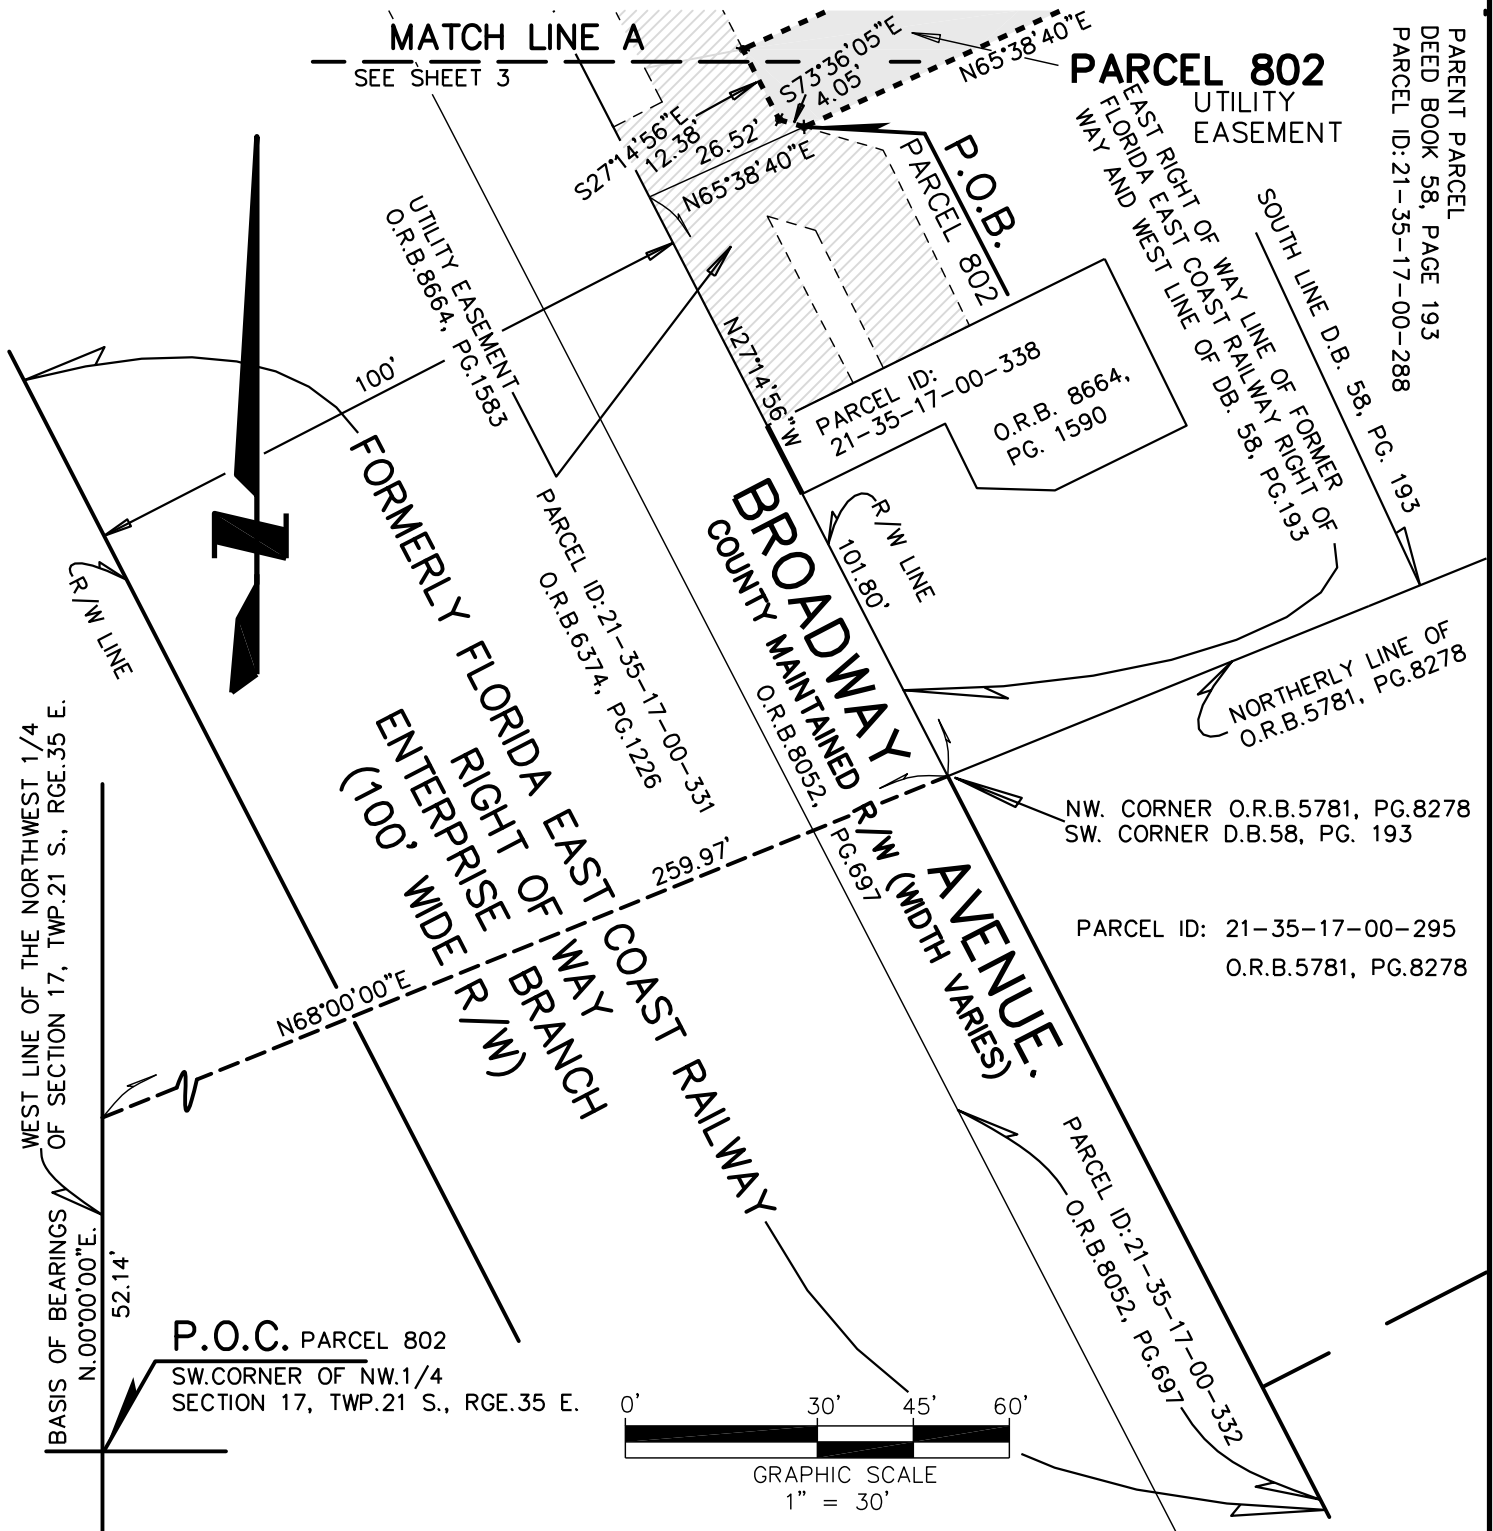 MATCH LINE A
SEE SHEET 3
S73°36'05"E
4.05'
N65°38'40"E
PARCEL 802
UTILITY
EASEMENT
PARENT PARCEL
DEED BOOK 58, PAGE 193
PARCEL ID:21-35-17-00-288
S27°14'56"E
12.38'
26.52'
N65°38'40"E
P.O.B.
PARCEL 802
EAST RIGHT OF WAY LINE OF FORMER
FLORIDA EAST COAST RAILWAY RIGHT OF
WAY AND WEST LINE OF DB. 58, PG.193
SOUTH LINE D.B. 58, PG. 193
UTILITY EASEMENT
O.R.B.8664, PG.1583
100'
N27°14'56"W
PARCEL ID:
21-35-17-00-338
O.R.B. 8664,
PG. 1590
R/W LINE
R/W LINE
101.80'
FORMERLY FLORIDA EAST COAST RAILWAY
RIGHT OF WAY
ENTERPRISE BRANCH
(100' WIDE R/W)
PARCEL ID:21-35-17-00-331
O.R.B.6374, PG.1226
BROADWAY AVENUE.
COUNTY MAINTAINED R/W (WIDTH VARIES)
O.R.B.8052, PG.697
NORTHERLY LINE OF
O.R.B.5781, PG.8278
NW. CORNER O.R.B.5781, PG.8278
SW. CORNER D.B.58, PG. 193
259.97'
N68°00'00"E
PARCEL ID: 21-35-17-00-295
O.R.B.5781, PG.8278
WEST LINE OF THE NORTHWEST 1/4
OF SECTION 17, TWP.21 S., RGE.35 E.
PARCEL ID:21-35-17-00-332
O.R.B.8052, PG.697
BASIS OF BEARINGS
N.00°00'00"E.
52.14'
P.O.C. PARCEL 802
SW.CORNER OF NW.1/4
SECTION 17, TWP.21 S., RGE.35 E.
0' 30' 45' 60'
GRAPHIC SCALE
1" = 30'
N